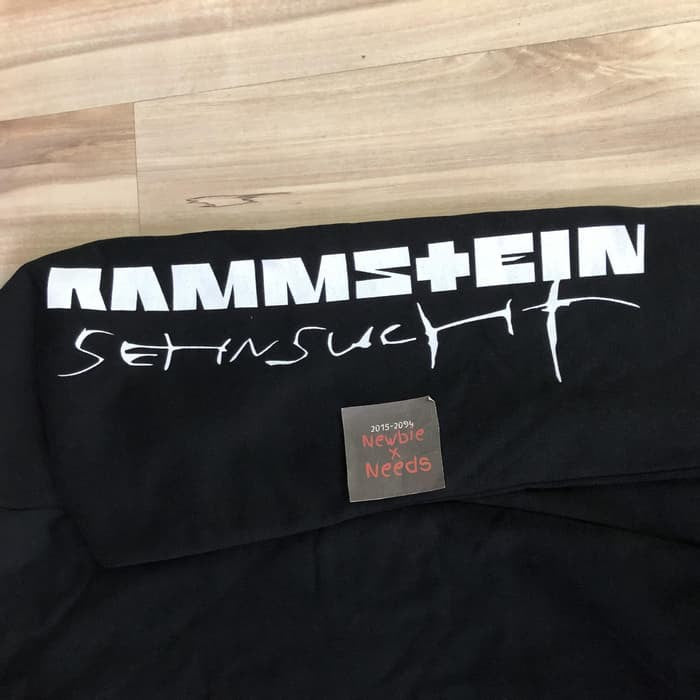 RAMMSTEIN
SEHNSUCHT
2015-2094
Newbie
x
Needs